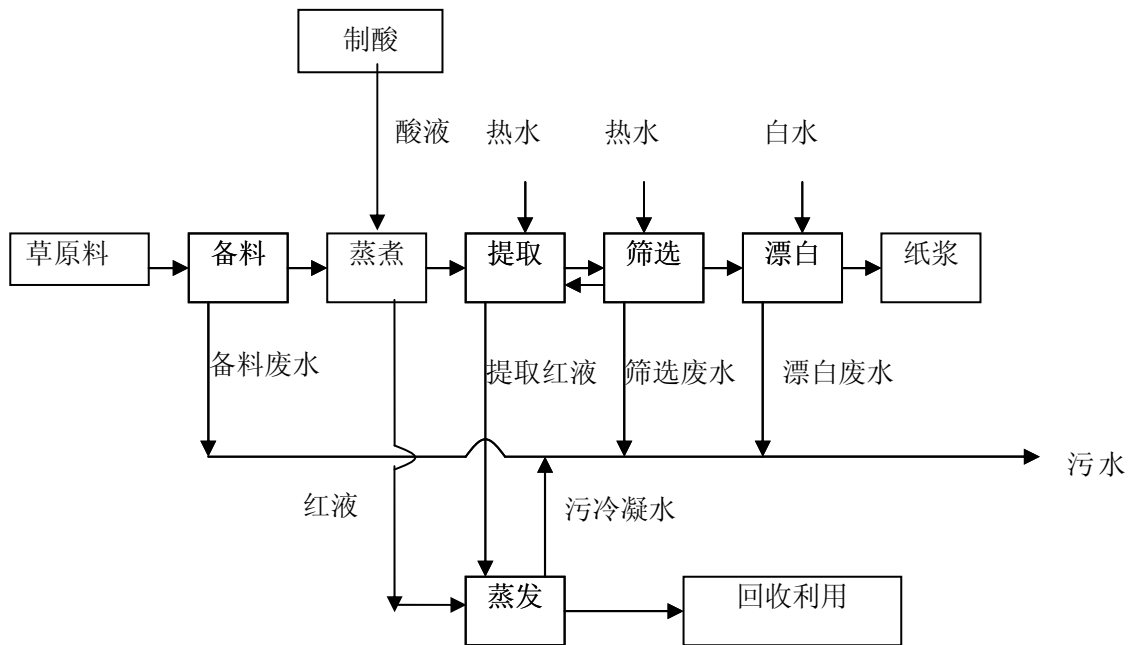 制酸
酸液
热水
热水
白水
草原料
备料
蒸煮
提取
筛选
漂白
纸浆
备料废水
提取红液
筛选废水
漂白废水
污水
红液
污冷凝水
蒸发
回收利用